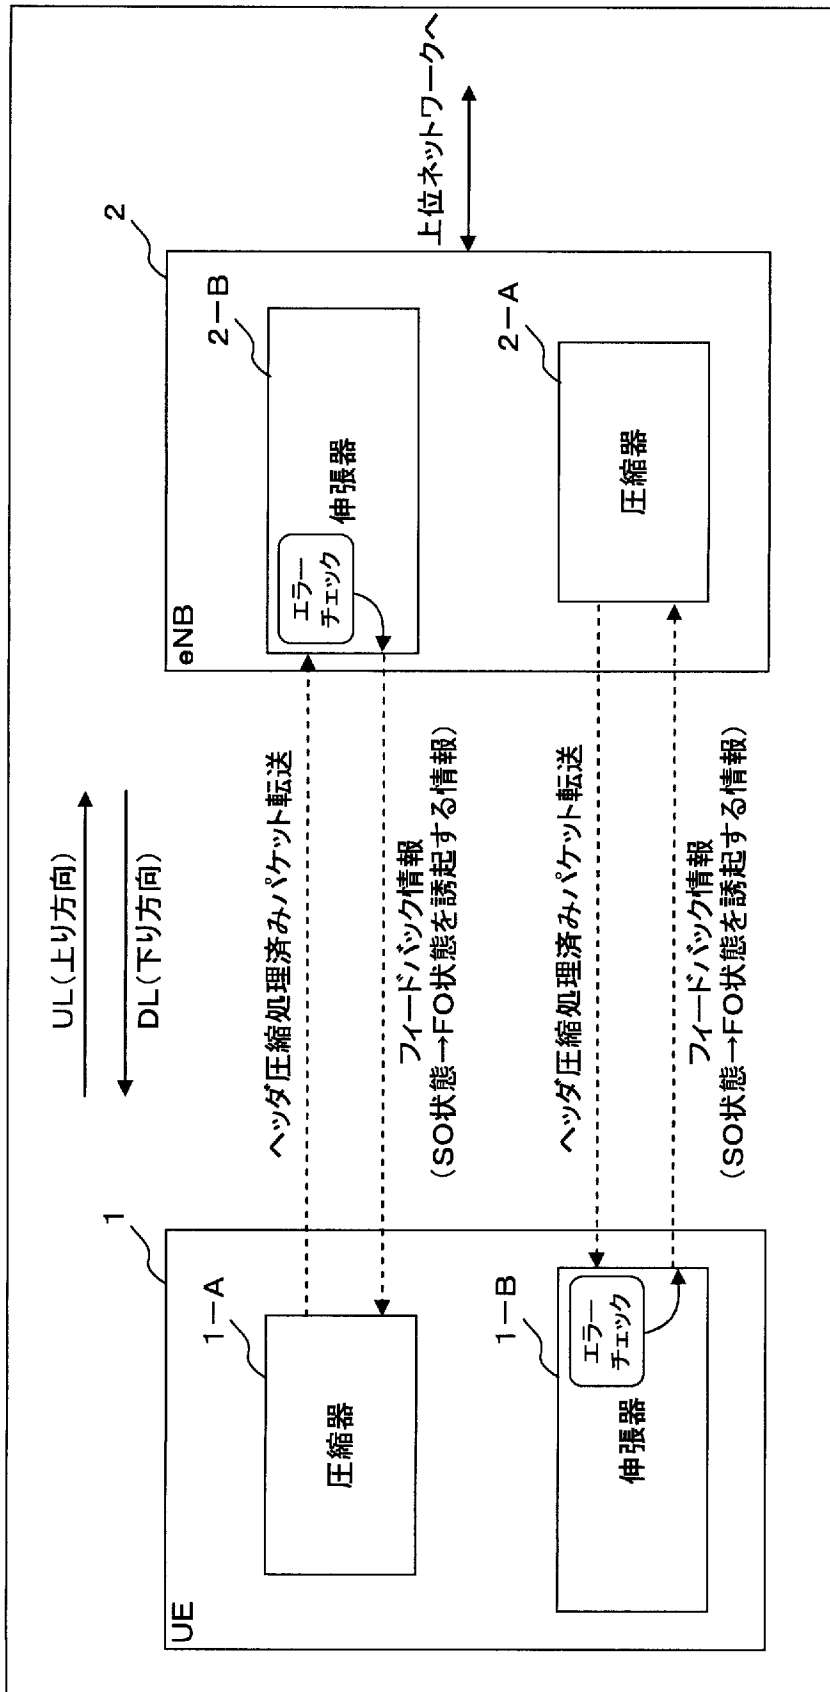 UL(上り方向)
DL(下り方向)
1
UE
1-A
圧縮器
1-B
エラー
チェック
伸張器
ヘッダ圧縮処理済みパケット転送
フィードバック情報
(SO状態→FO状態を誘起する情報)
ヘッダ圧縮処理済みパケット転送
フィードバック情報
(SO状態→FO状態を誘起する情報)
2
eNB
2-B
エラー
チェック
伸張器
2-A
圧縮器
上位ネットワークへ